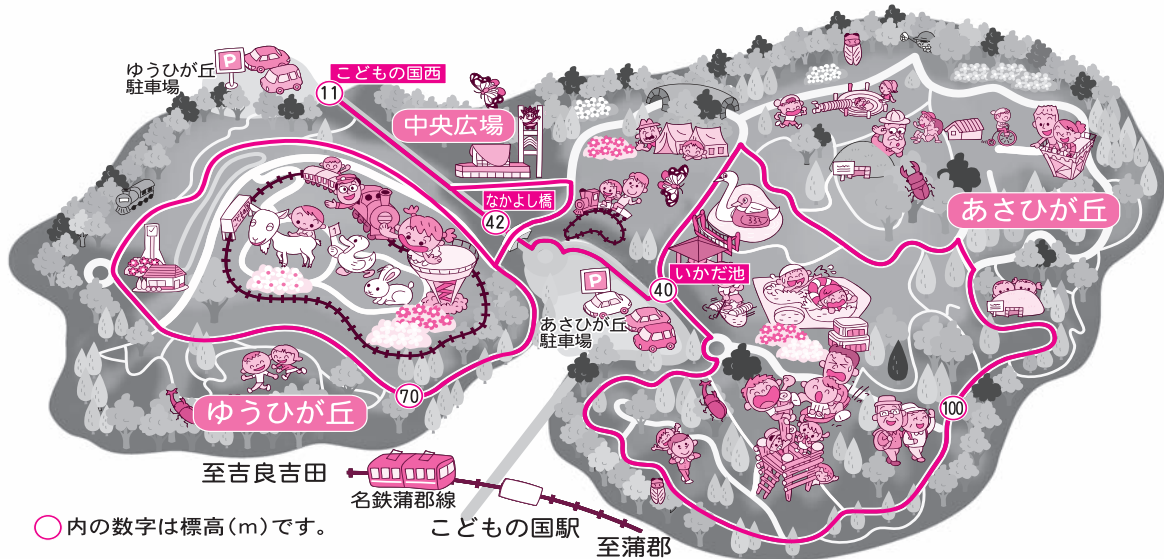 ゆうひが丘
駐車場
P
こどもの国西
11
中央広場
なかよし橋
42
あさひが丘
いかだ池
40
P
あさひが丘
駐車場
70
ゆうひが丘
100
至吉良吉田
名鉄蒲郡線
こどもの国駅
至蒲郡
内の数字は標高(m)です。